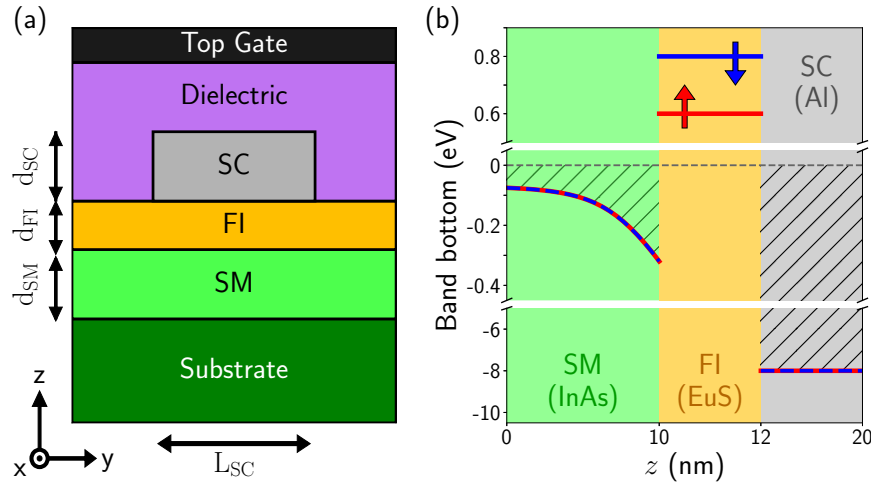 (a)
Top Gate
Dielectric
SC
FI
SM
Substrate
d_SC
d_FI
d_SM
z
x
y
L_SC
(b)
Band bottom (eV)
0.8
0.6
0
-0.2
-0.4
-6
-8
-10
SC
(Al)
SM
(InAs)
FI
(EuS)
0
10
12
20
z (nm)